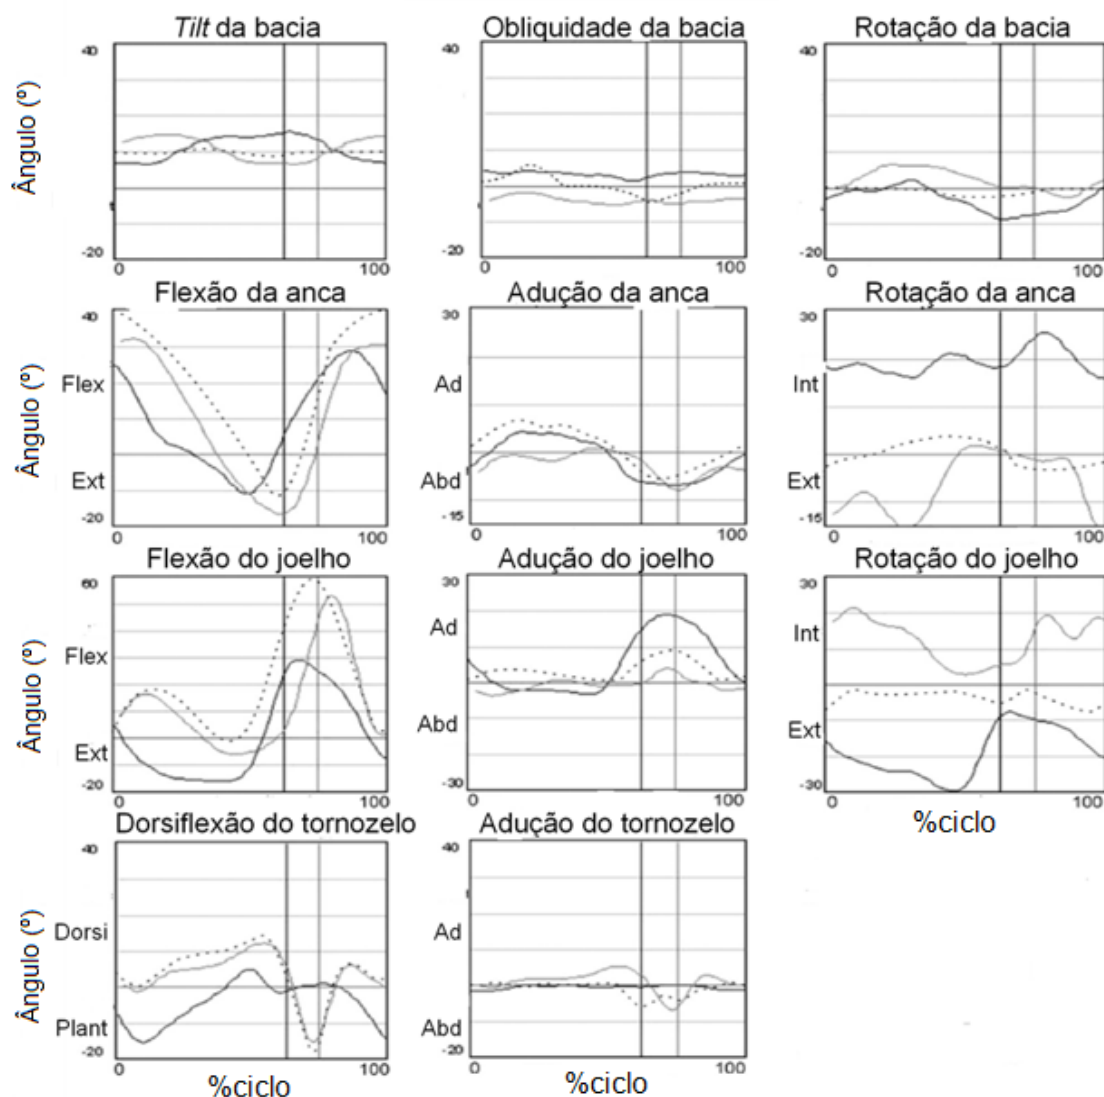 Tilt da bacia
Obliquidade da bacia
Rotação da bacia
Ângulo (º)
40
-20
0
100
40
-20
0
100
40
-20
0
100
Flexão da anca
Adução da anca
Rotação da anca
Ângulo (º)
40
Flex
Ext
-20
0
100
30
Ad
Abd
-15
0
100
30
Int
Ext
-15
0
100
Flexão do joelho
Adução do joelho
Rotação do joelho
Ângulo (º)
60
Flex
Ext
-20
0
100
30
Ad
Abd
-30
0
100
30
Int
Ext
-30
0
100
%ciclo
Dorsiflexão do tornozelo
Adução do tornozelo
Ângulo (º)
40
Dorsi
Plant
-20
0
100
%ciclo
40
Ad
Abd
-20
0
100
%ciclo